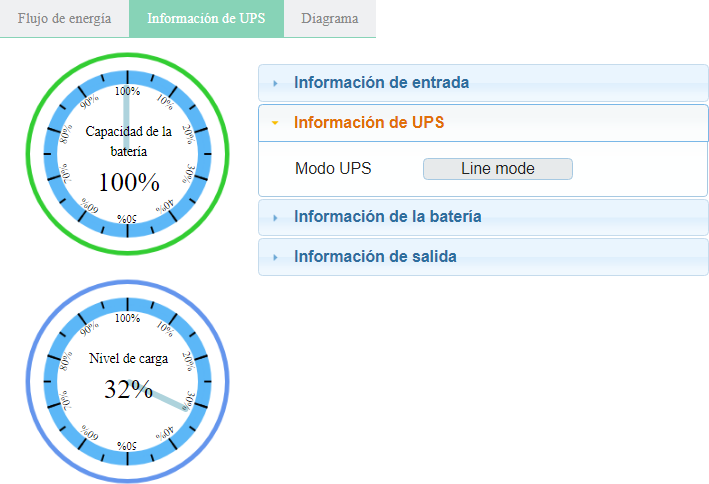 Flujo de energía
Información de UPS
Diagrama
100%
10%
20%
30%
40%
50%
60%
70%
80%
90%
Capacidad de la
batería
100%
Información de entrada
Información de UPS
Modo UPS
Line mode
Información de la batería
Información de salida
100%
10%
20%
30%
40%
50%
60%
70%
80%
90%
Nivel de carga
32%